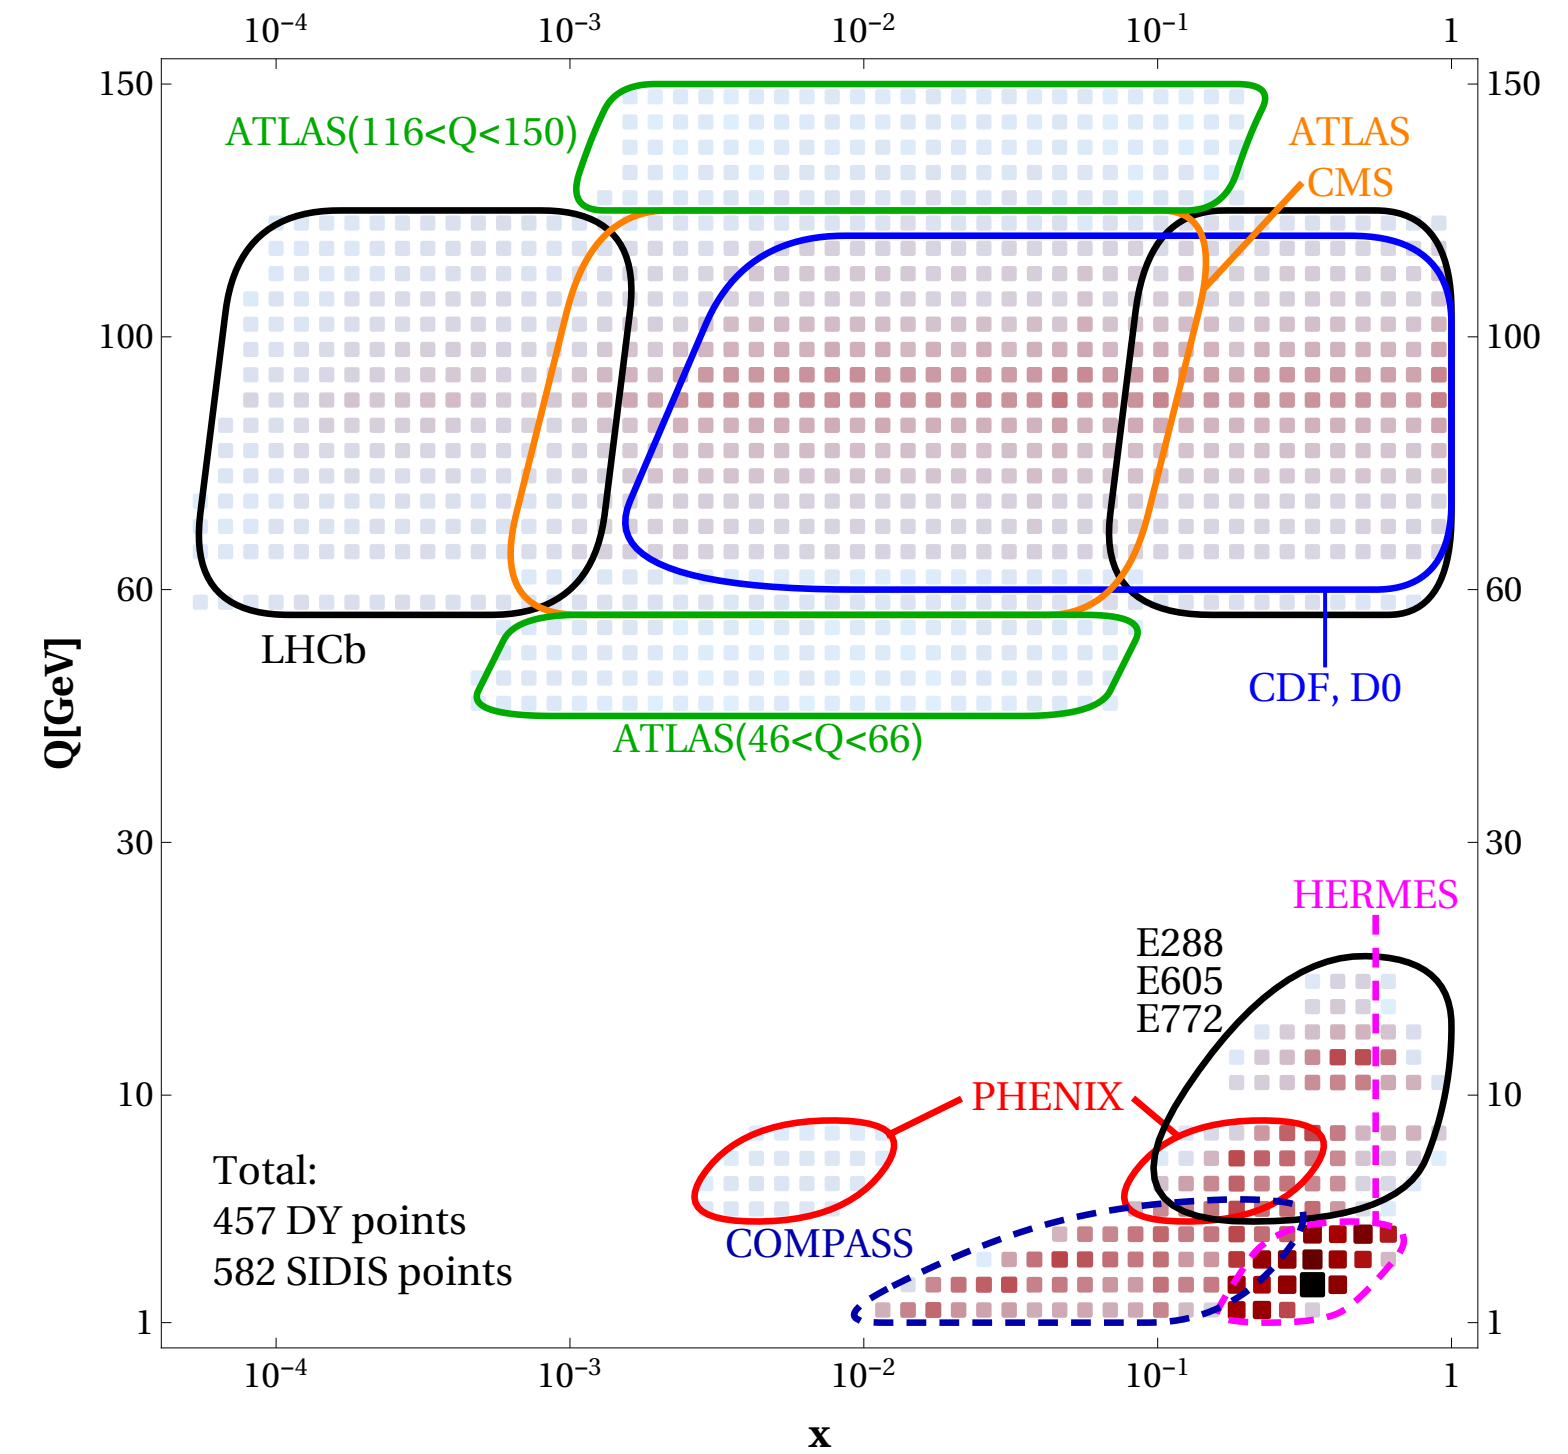 10⁻⁴ 10⁻³ 10⁻² 10⁻¹ 1
150 150
ATLAS(116<Q<150)
ATLAS
CMS
100 100
60 60
LHCb
CDF, D0
Q[GeV]
ATLAS(46<Q<66)
30 30
HERMES
E288
E605
E772
10 10
PHENIX
Total:
457 DY points
582 SIDIS points
COMPASS
1 1
10⁻⁴ 10⁻³ 10⁻² 10⁻¹ 1
x